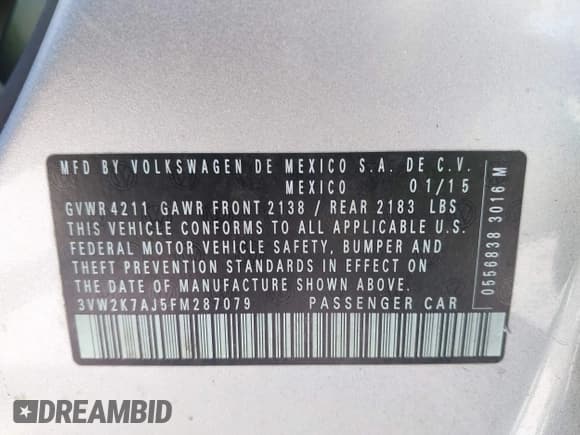 MFD BY VOLKSWAGEN DE MEXICO S.A. DE C.V.
MEXICO 01/15
GVWR 4211 GAWR FRONT 2138 / REAR 2183 LBS
THIS VEHICLE CONFORMS TO ALL APPLICABLE U.S.
FEDERAL MOTOR VEHICLE SAFETY, BUMPER AND
THEFT PREVENTION STANDARDS IN EFFECT ON
THE DATE OF MANUFACTURE SHOWN ABOVE.
3VW2K7AJ5FM287079 PASSENGER CAR
0556838 3016 M
DREAMBID